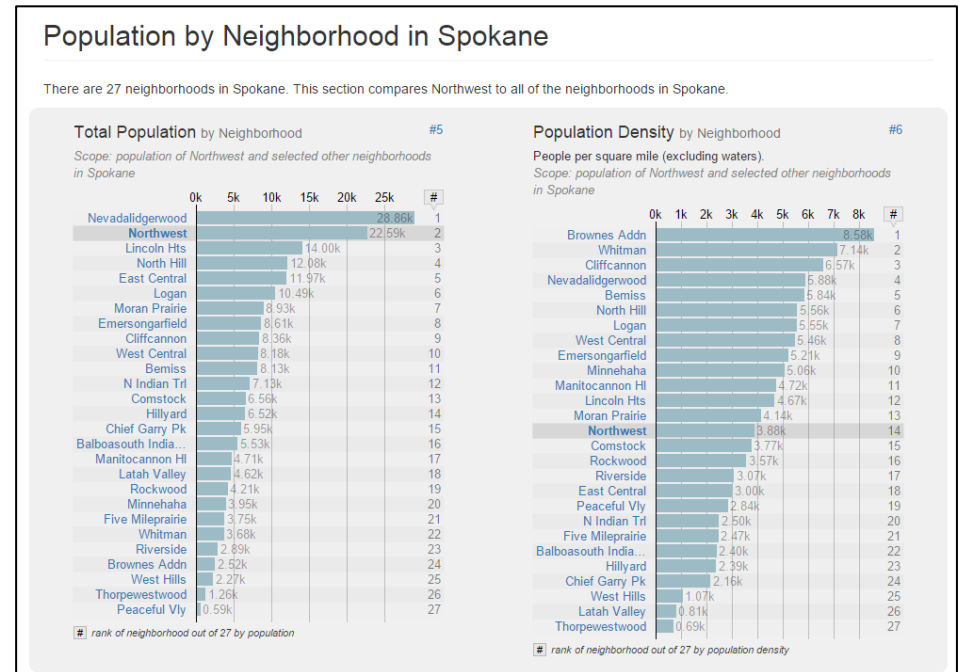 Population by Neighborhood in Spokane
There are 27 neighborhoods in Spokane. This section compares Northwest to all of the neighborhoods in Spokane.
Total Population by Neighborhood #5
Scope: population of Northwest and selected other neighborhoods
in Spokane
0k 5k 10k 15k 20k 25k #
Nevadalidgerwood 28.86k 1
Northwest 22.59k 2
Lincoln Hts 14.00k 3
North Hill 12.08k 4
East Central 11.97k 5
Logan 10.49k 6
Moran Prairie 8.93k 7
Emersongarfield 8.61k 8
Cliffcannon 8.36k 9
West Central 8.18k 10
Bemiss 8.13k 11
N Indian Trl 7.13k 12
Comstock 6.56k 13
Hillyard 6.52k 14
Chief Garry Pk 5.95k 15
Balboasouth India... 5.53k 16
Manitocannon Hl 4.71k 17
Latah Valley 4.62k 18
Rockwood 4.21k 19
Minnehaha 3.95k 20
Five Mileprairie 3.75k 21
Whitman 3.68k 22
Riverside 2.89k 23
Brownes Addn 2.52k 24
West Hills 2.27k 25
Thorpewestwood 1.26k 26
Peaceful Vly 0.59k 27
# rank of neighborhood out of 27 by population
Population Density by Neighborhood #6
People per square mile (excluding waters).
Scope: population of Northwest and selected other neighborhoods
in Spokane
0k 1k 2k 3k 4k 5k 6k 7k 8k #
Brownes Addn 8.58k 1
Whitman 7.14k 2
Cliffcannon 6.57k 3
Nevadalidgerwood 5.88k 4
Bemiss 5.84k 5
North Hill 5.56k 6
Logan 5.55k 7
West Central 5.46k 8
Emersongarfield 5.21k 9
Minnehaha 5.06k 10
Manitocannon Hl 4.72k 11
Lincoln Hts 4.67k 12
Moran Prairie 4.14k 13
Northwest 3.88k 14
Comstock 3.77k 15
Rockwood 3.57k 16
Riverside 3.07k 17
East Central 3.00k 18
Peaceful Vly 2.84k 19
N Indian Trl 2.50k 20
Five Mileprairie 2.47k 21
Balboasouth India... 2.40k 22
Hillyard 2.39k 23
Chief Garry Pk 2.16k 24
West Hills 1.07k 25
Latah Valley 0.81k 26
Thorpewestwood 0.69k 27
# rank of neighborhood out of 27 by population density